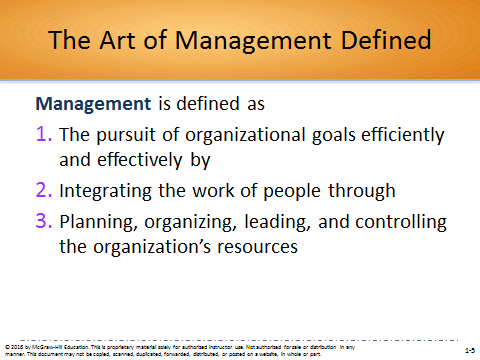 The Art of Management Defined
Management is defined as
1. The pursuit of organizational goals efficiently
and effectively by
2. Integrating the work of people through
3. Planning, organizing, leading, and controlling
the organization's resources
© 2016 by McGraw-Hill Education. This is proprietary material solely for authorized instructor use. Not authorized for sale or distribution in any
manner. This document may not be copied, scanned, duplicated, forwarded, distributed, or posted on a website, in whole or part.
1-5